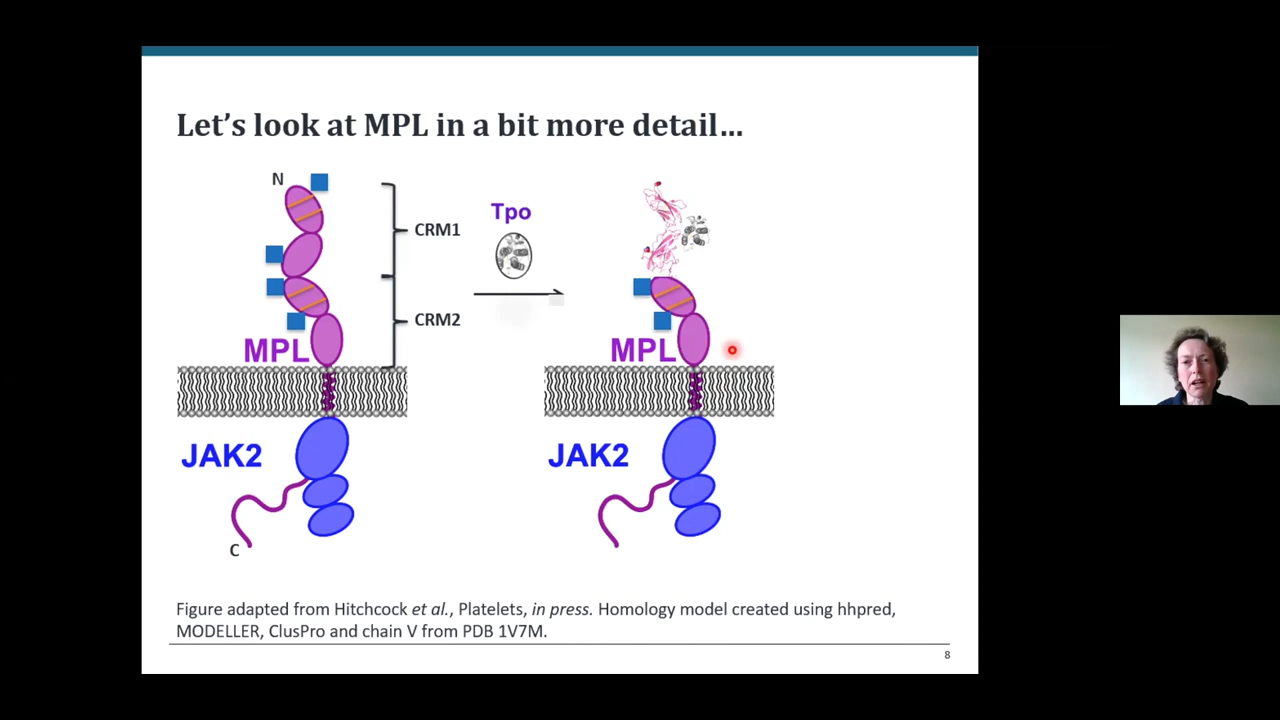 Let's look at MPL in a bit more detail…
N
CRM1
Tpo
CRM2
MPL
MPL
JAK2
JAK2
C
Figure adapted from Hitchcock et al., Platelets, in press. Homology model created using hhpred,
MODELLER, ClusPro and chain V from PDB 1V7M.
8